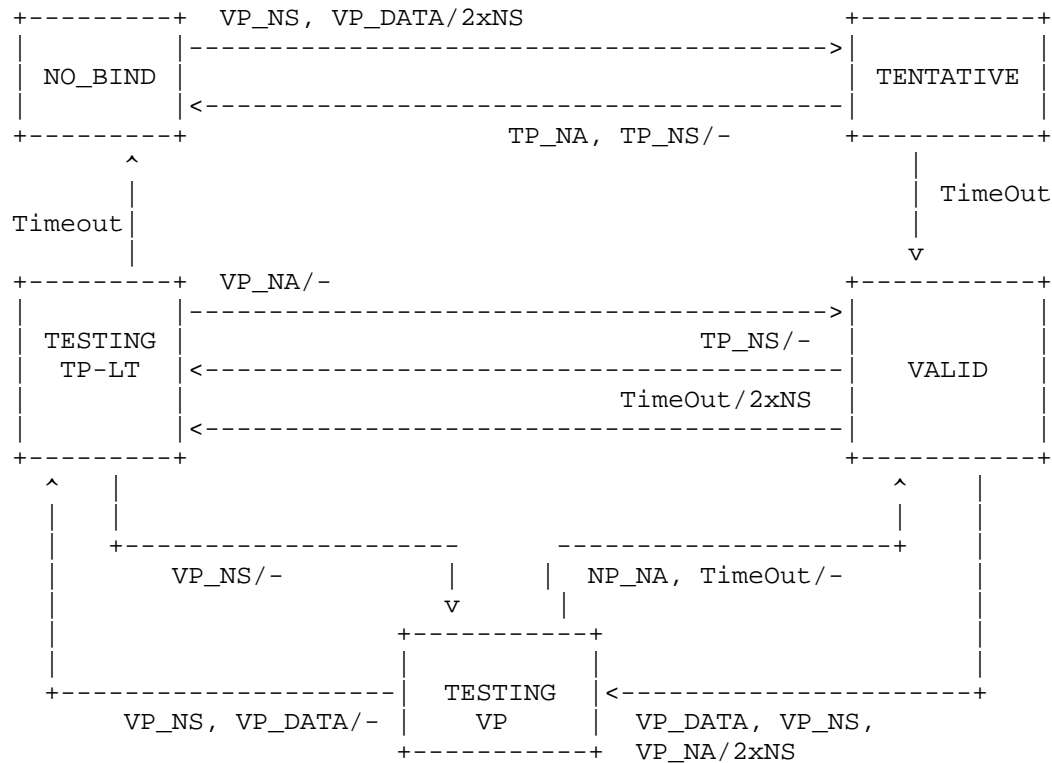 VP_NS, VP_DATA/2xNS
NO_BIND TENTATIVE
TP_NA, TP_NS/-
TimeOut
Timeout
VP_NA/-
TESTING TP_NS/-
TP-LT VALID
TimeOut/2xNS
VP_NS/- NP_NA, TimeOut/-
TESTING
VP_NS, VP_DATA/- VP VP_DATA, VP_NS,
VP_NA/2xNS